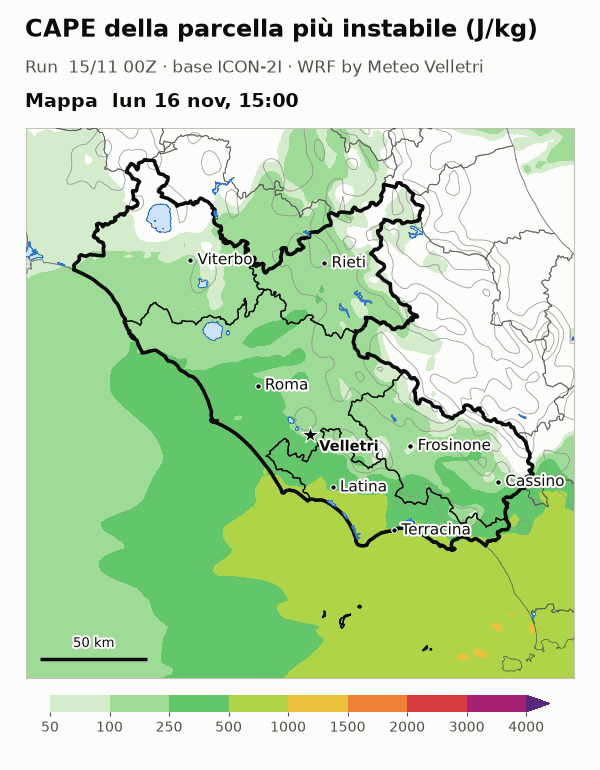 CAPE della parcella più instabile (J/kg)
Run  15/11 00Z · base ICON-2I · WRF by Meteo Velletri
Mappa  lun 16 nov, 15:00
Viterbo
Rieti
Roma
Velletri
Frosinone
Cassino
Latina
Terracina
50 km
50 100 250 500 1000 1500 2000 3000 4000